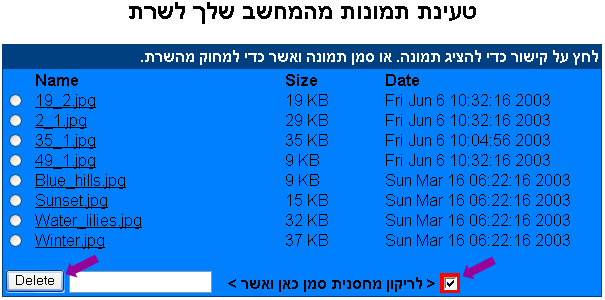 טעינת תמונות מהמחשב שלך לשרת
לחץ על קישור כדי להציג תמונה. או סמן תמונה ואשר כדי למחוק מהשרת.
Name Size Date
19_2.jpg 19 KB Fri Jun 6 10:32:16 2003
2_1.jpg 29 KB Fri Jun 6 10:32:16 2003
35_1.jpg 35 KB Fri Jun 6 10:04:56 2003
49_1.jpg 9 KB Fri Jun 6 10:32:16 2003
Blue_hills.jpg 9 KB Sun Mar 16 06:22:16 2003
Sunset.jpg 15 KB Sun Mar 16 06:22:16 2003
Water_lilies.jpg 32 KB Sun Mar 16 06:22:16 2003
Winter.jpg 37 KB Sun Mar 16 06:22:16 2003
Delete < לריקון מחסנית סמן כאן ואשר >